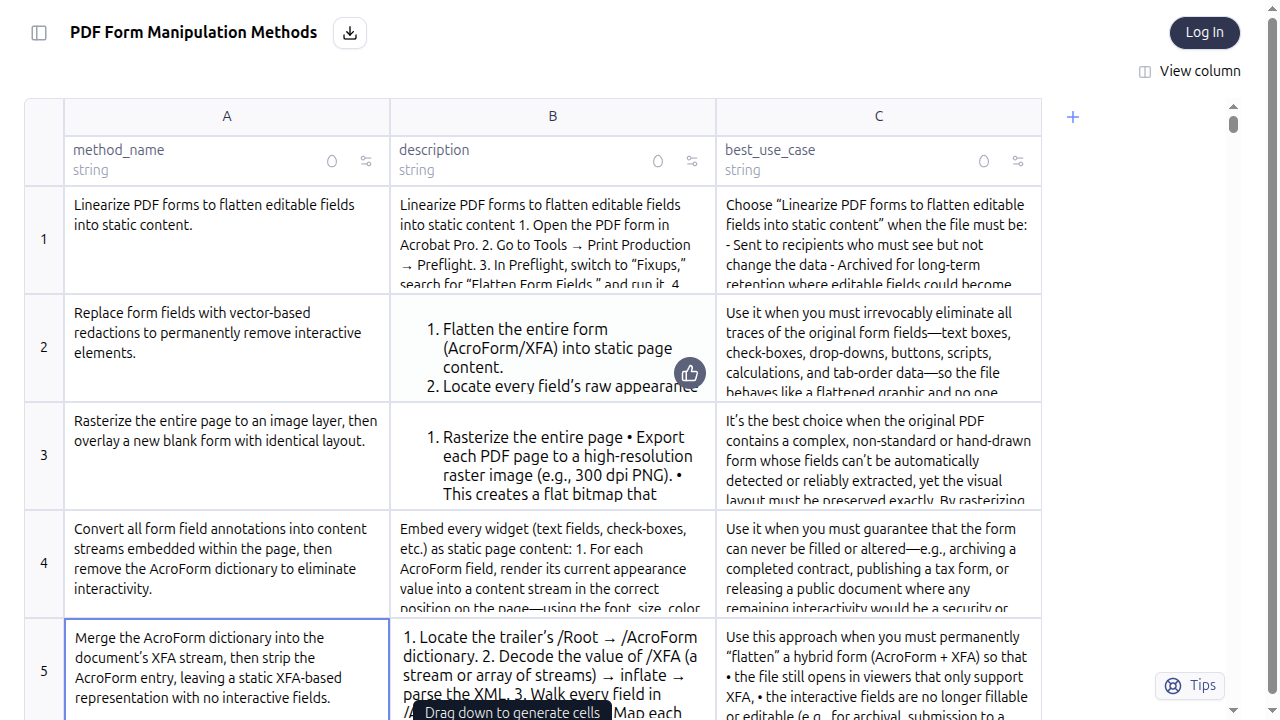 PDF Form Manipulation Methods
Log In
View column
A
B
C
method_name
string
description
string
best_use_case
string
1
Linearize PDF forms to flatten editable fields
into static content.
Linearize PDF forms to flatten editable fields
into static content 1. Open the PDF form in
Acrobat Pro. 2. Go to Tools → Print Production
→ Preflight. 3. In Preflight, switch to “Fixups,”
search for “Flatten Form Fields,” and run it. 4.
Choose “Linearize PDF forms to flatten editable
fields into static content” when the file must be:
- Sent to recipients who must see but not
change the data - Archived for long-term
retention where editable fields could become
2
Replace form fields with vector-based
redactions to permanently remove interactive
elements.
1. Flatten the entire form
(AcroForm/XFA) into static page
content.
2. Locate every field’s raw appearance
Use it when you must irrevocably eliminate all
traces of the original form fields—text boxes,
check-boxes, drop-downs, buttons, scripts,
calculations, and tab-order data—so the file
behaves like a flattened graphic and no one
3
Rasterize the entire page to an image layer, then
overlay a new blank form with identical layout.
1. Rasterize the entire page • Export
each PDF page to a high-resolution
raster image (e.g., 300 dpi PNG). •
This creates a flat bitmap that
It’s the best choice when the original PDF
contains a complex, non-standard or hand-drawn
form whose fields can’t be automatically
detected or reliably extracted, yet the visual
layout must be preserved exactly. By rasterizing
4
Convert all form field annotations into content
streams embedded within the page, then
remove the AcroForm dictionary to eliminate
interactivity.
Embed every widget (text fields, check-boxes,
etc.) as static page content: 1. For each
AcroForm field, render its current appearance
value into a content stream in the correct
position on the page—using the font, size, color
Use it when you must guarantee that the form
can never be filled or altered—e.g., archiving a
completed contract, publishing a tax form, or
releasing a public document where any
remaining interactivity would be a security or
5
Merge the AcroForm dictionary into the
document’s XFA stream, then strip the
AcroForm entry, leaving a static XFA-based
representation with no interactive fields.
1. Locate the trailer’s /Root → /AcroForm
dictionary. 2. Decode the value of /XFA (a
stream or array of streams) → inflate →
parse the XML. 3. Walk every field in
Map each
Drag down to generate cells
Use this approach when you must permanently
“flatten” a hybrid form (AcroForm + XFA) so that
• the file still opens in viewers that only support
XFA, • the interactive fields are no longer fillable
or editable (e.g., for archival, submission to a
Tips